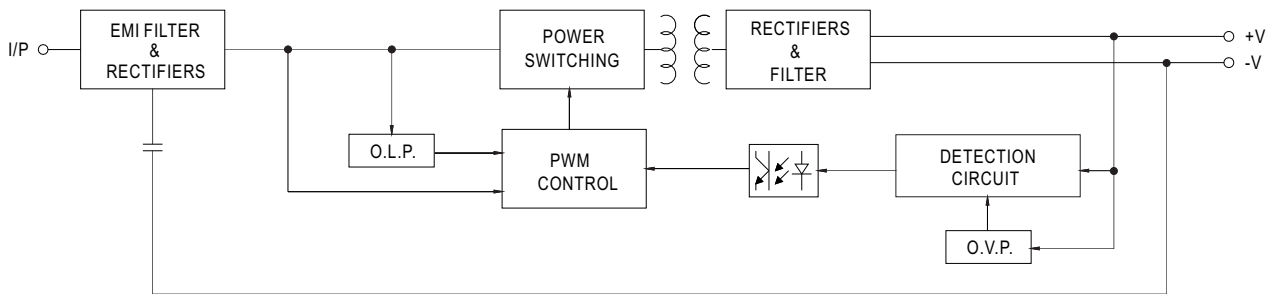 I/P
EMI FILTER
&
RECTIFIERS
POWER
SWITCHING
RECTIFIERS
&
FILTER
+V
-V
O.L.P.
PWM
CONTROL
DETECTION
CIRCUIT
O.V.P.